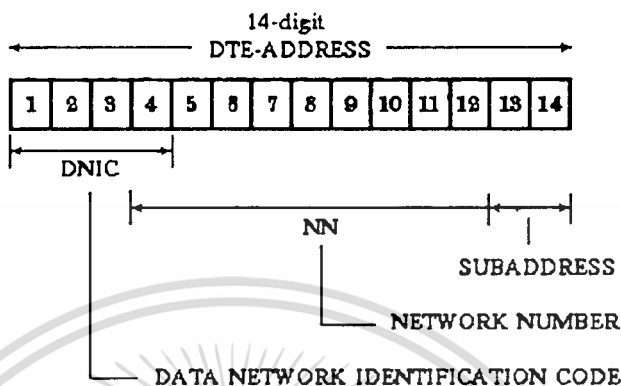 14-digit
DTE-ADDRESS
1 2 3 4 5 6 7 8 9 10 11 12 13 14
DNIC
NN
SUBADDRESS
NETWORK NUMBER
DATA NETWORK IDENTIFICATION CODE